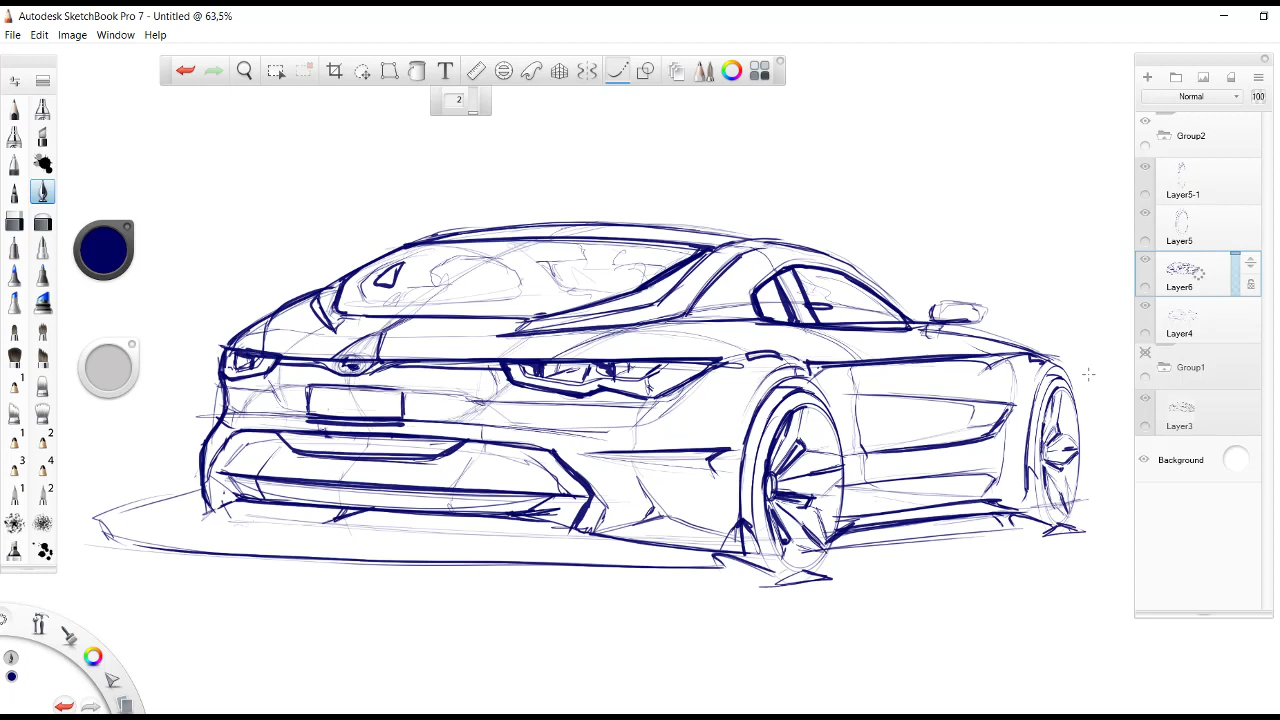 Autodesk SketchBook Pro 7 - Untitled @ 63,5%
File Edit Image Window Help
T
2
Normal 100
Group2
Layer5-1
Layer5
Layer6
Layer4
Group1
Layer3
Background
1 2
3 4
1 2